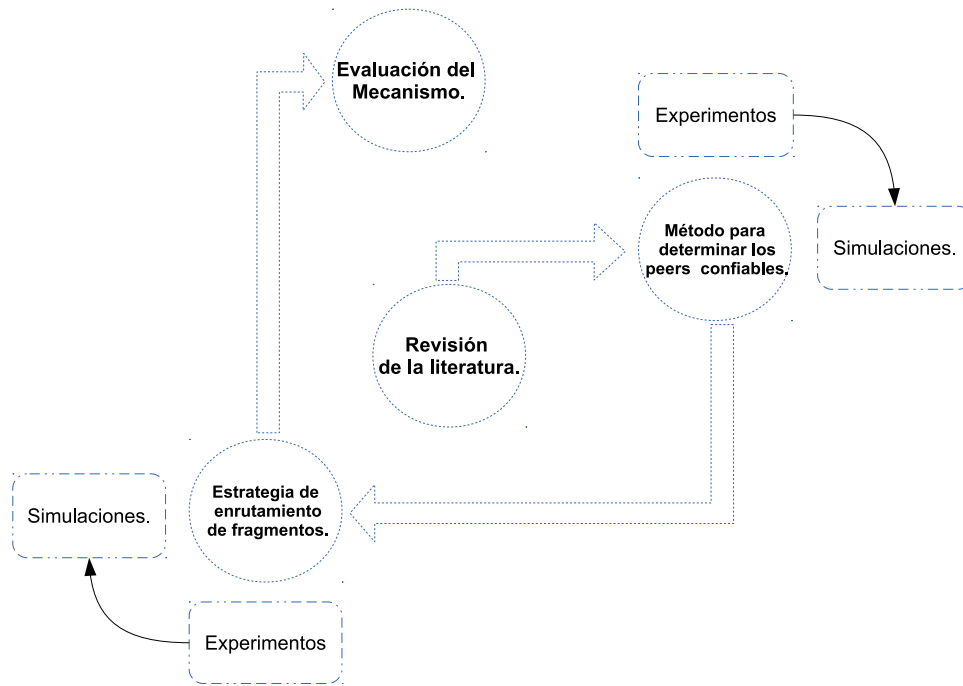 Evaluación del
Mecanismo.
Experimentos
Método para
determinar los
peers confiables.
Simulaciones.
Revisión
de la literatura.
Estrategia de
enrutamiento
de fragmentos.
Simulaciones.
Experimentos